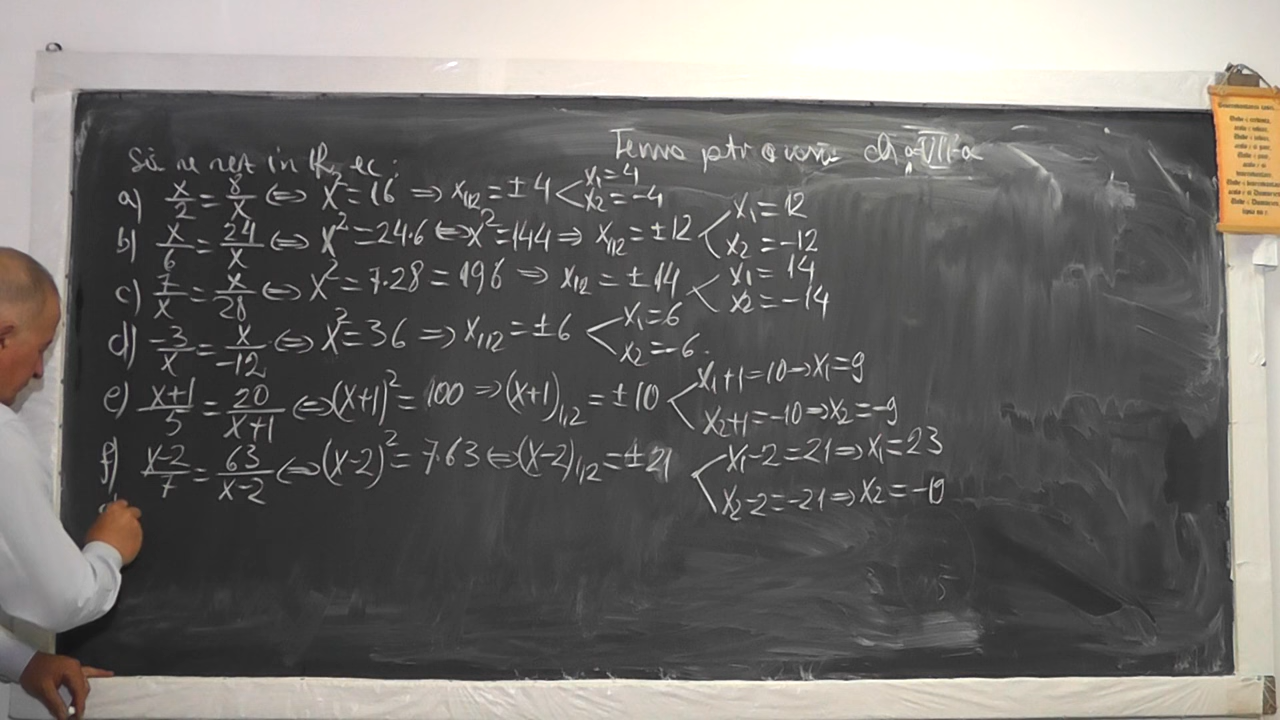 Tema ptr acasă cls a VII-a
Să se rez în R, ec:
a) x/2 = 8/x ⇔ x² = 16 ⇒ x₁,₂ = ±4 < x₁ = 4
x₂ = -4
b) x/6 = 24/x ⇔ x² = 24·6 ⇔ x² = 144 ⇒ x₁,₂ = ±12 < x₁ = 12
x₂ = -12
c) 7/x = x/28 ⇔ x² = 7·28 = 196 ⇒ x₁,₂ = ±14 < x₁ = 14
x₂ = -14
d) -3/x = x/-12 ⇔ x² = 36 ⇒ x₁,₂ = ±6 < x₁ = 6
x₂ = -6.
e) x+1/5 = 20/x+1 ⇔ (x+1)² = 100 ⇒ (x+1)₁,₂ = ±10 < x₁+1 = 10 → x₁ = 9
x₂+1 = -10 ⇒ x₂ = -9
f) x-2/7 = 63/x-2 ⇔ (x-2)² = 7·63 ⇔ (x-2)₁,₂ = ±21 < x₁-2 = 21 ⇒ x₁ = 23
x₂-2 = -21 ⇒ x₂ = -19